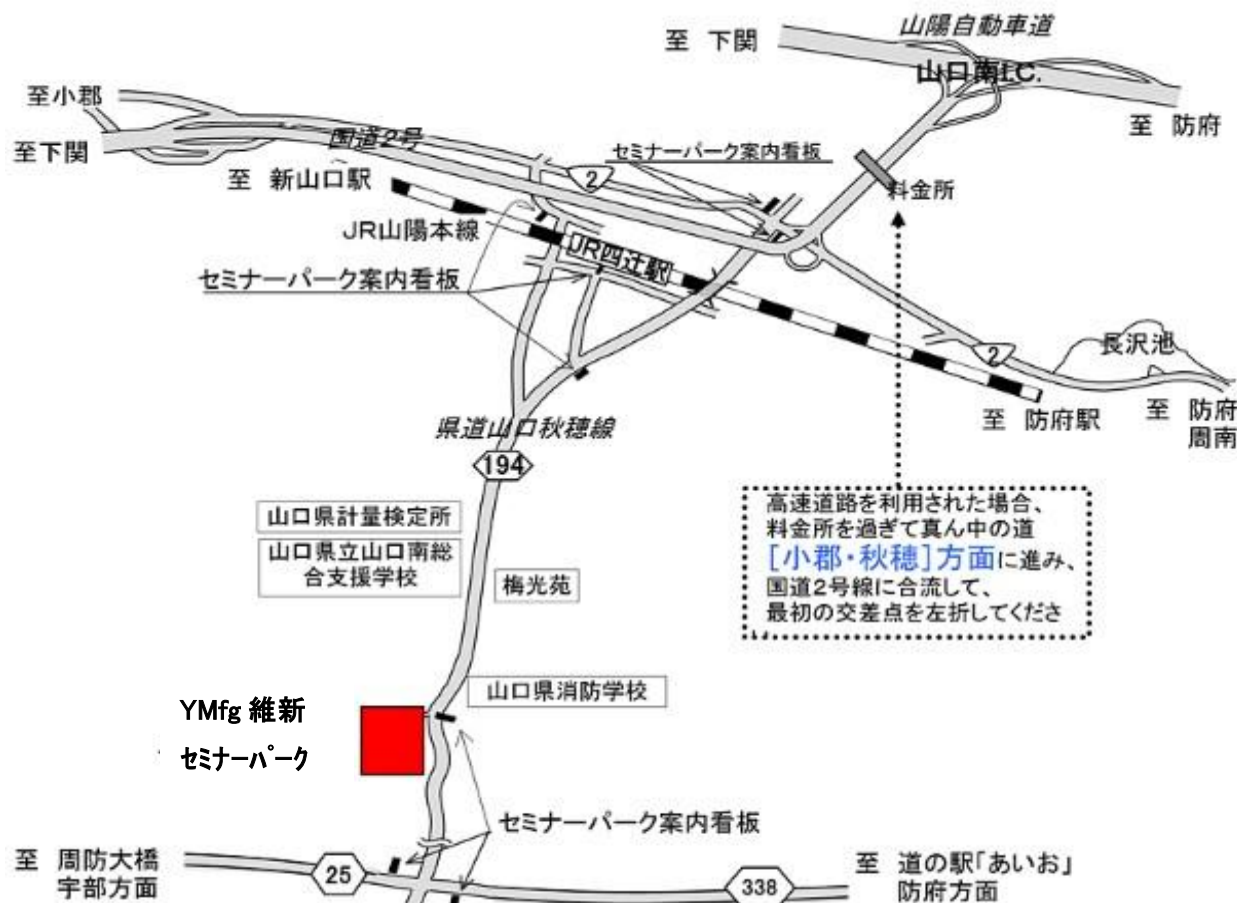 山陽自動車道
至 下関
山口南I.C.
至小郡
至 防府
国道2号
至下関
セミナーパーク案内看板
至 新山口駅
2
料金所
JR山陽本線
JR四辻駅
セミナーパーク案内看板
長沢池
2
至 防府駅
至 防府
周南
県道山口秋穂線
194
高速道路を利用された場合、
料金所を過ぎて真ん中の道
[小郡・秋穂]方面に進み、
国道2号線に合流して、
最初の交差点を左折してくださ
山口県計量検定所
山口県立山口南総
合支援学校
梅光苑
山口県消防学校
YMfg 維新
セミナーパーク
セミナーパーク案内看板
至 周防大橋
宇部方面
25
338
至 道の駅「あいお」
防府方面